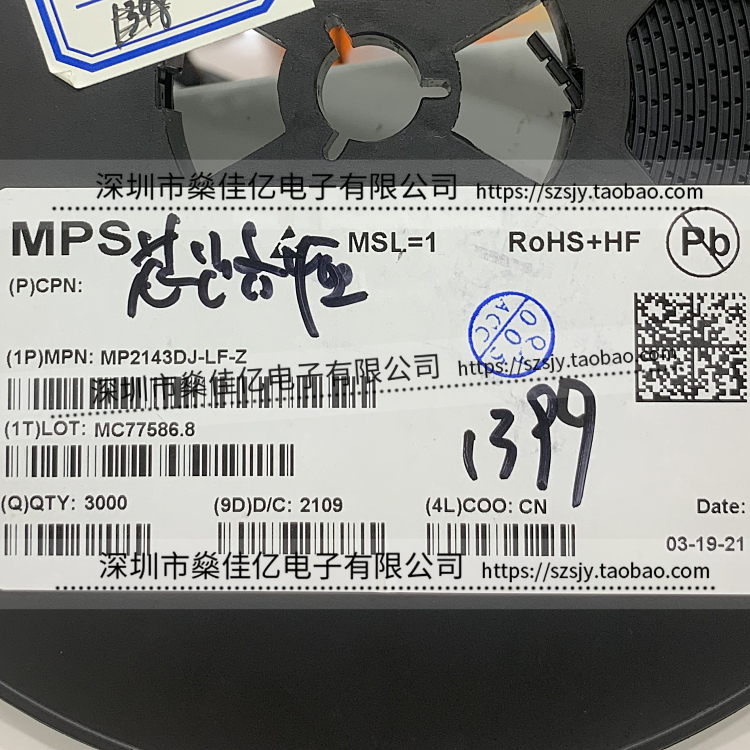 1398
深圳市燊佳亿电子有限公司 https://szsjy.taobao.com
MPS MSL=1 RoHS+HF Pb
(P)CPN:
(1P)MPN: MP2143DJ-LF-Z
深圳市燊佳亿电子有限公司 https://szsjy.taobao.com
(1T)LOT: MC77586.8
1399
(Q)QTY: 3000 (9D)D/C: 2109 (4L)COO: CN Date:
03-19-21
深圳市燊佳亿电子有限公司 https://szsjy.taobao.com